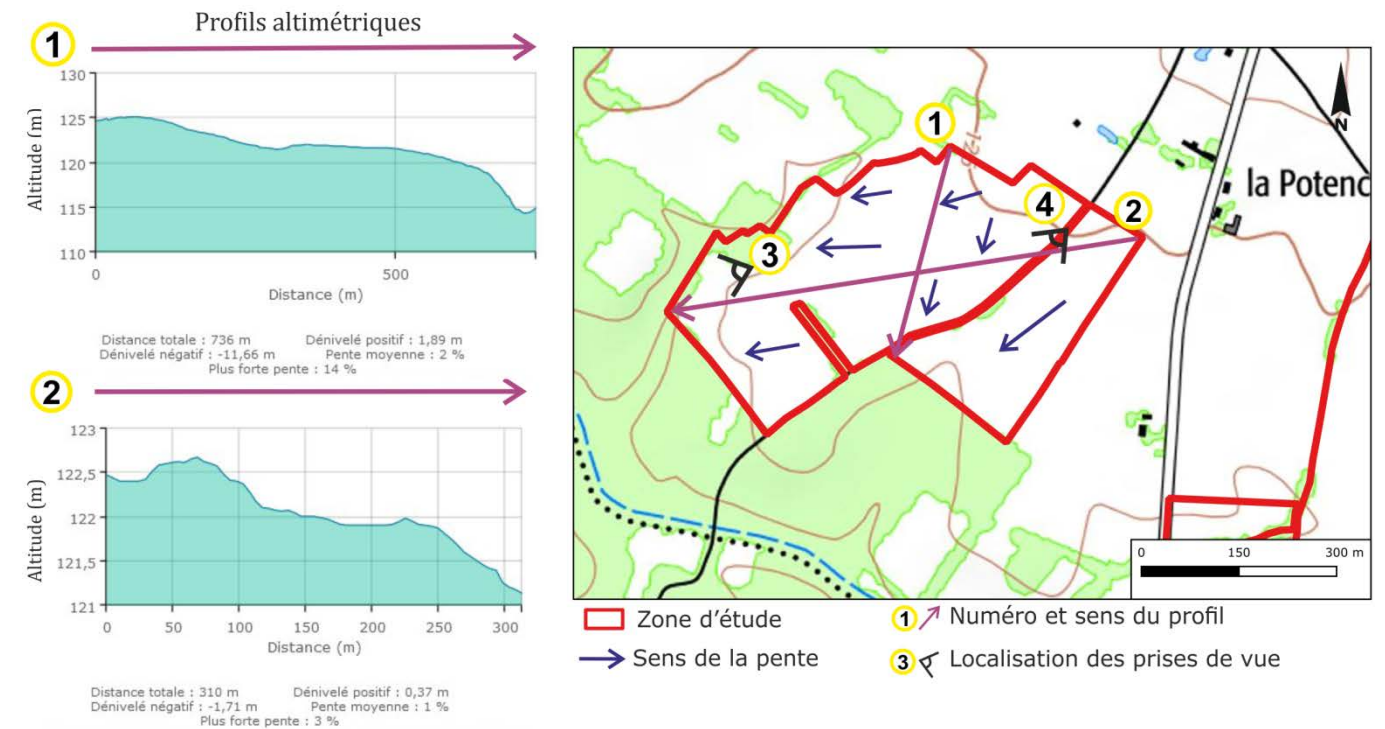 Profils altimétriques
1
130
125
120
115
110
Altitude (m)
0
500
Distance (m)
Distance totale : 736 m Dénivelé positif : 1,89 m
Dénivelé négatif : -11,66 m Pente moyenne : 2 %
Plus forte pente : 14 %
2
123
122,5
122
121,5
121
Altitude (m)
0 50 100 150 200 250 300
Distance (m)
Distance totale : 310 m Dénivelé positif : 0,37 m
Dénivelé négatif : -1,71 m Pente moyenne : 1 %
Plus forte pente : 3 %
1
N
la Potenc
4
2
3
0 150 300 m
Zone d'étude
Sens de la pente
1 Numéro et sens du profil
3 Localisation des prises de vue